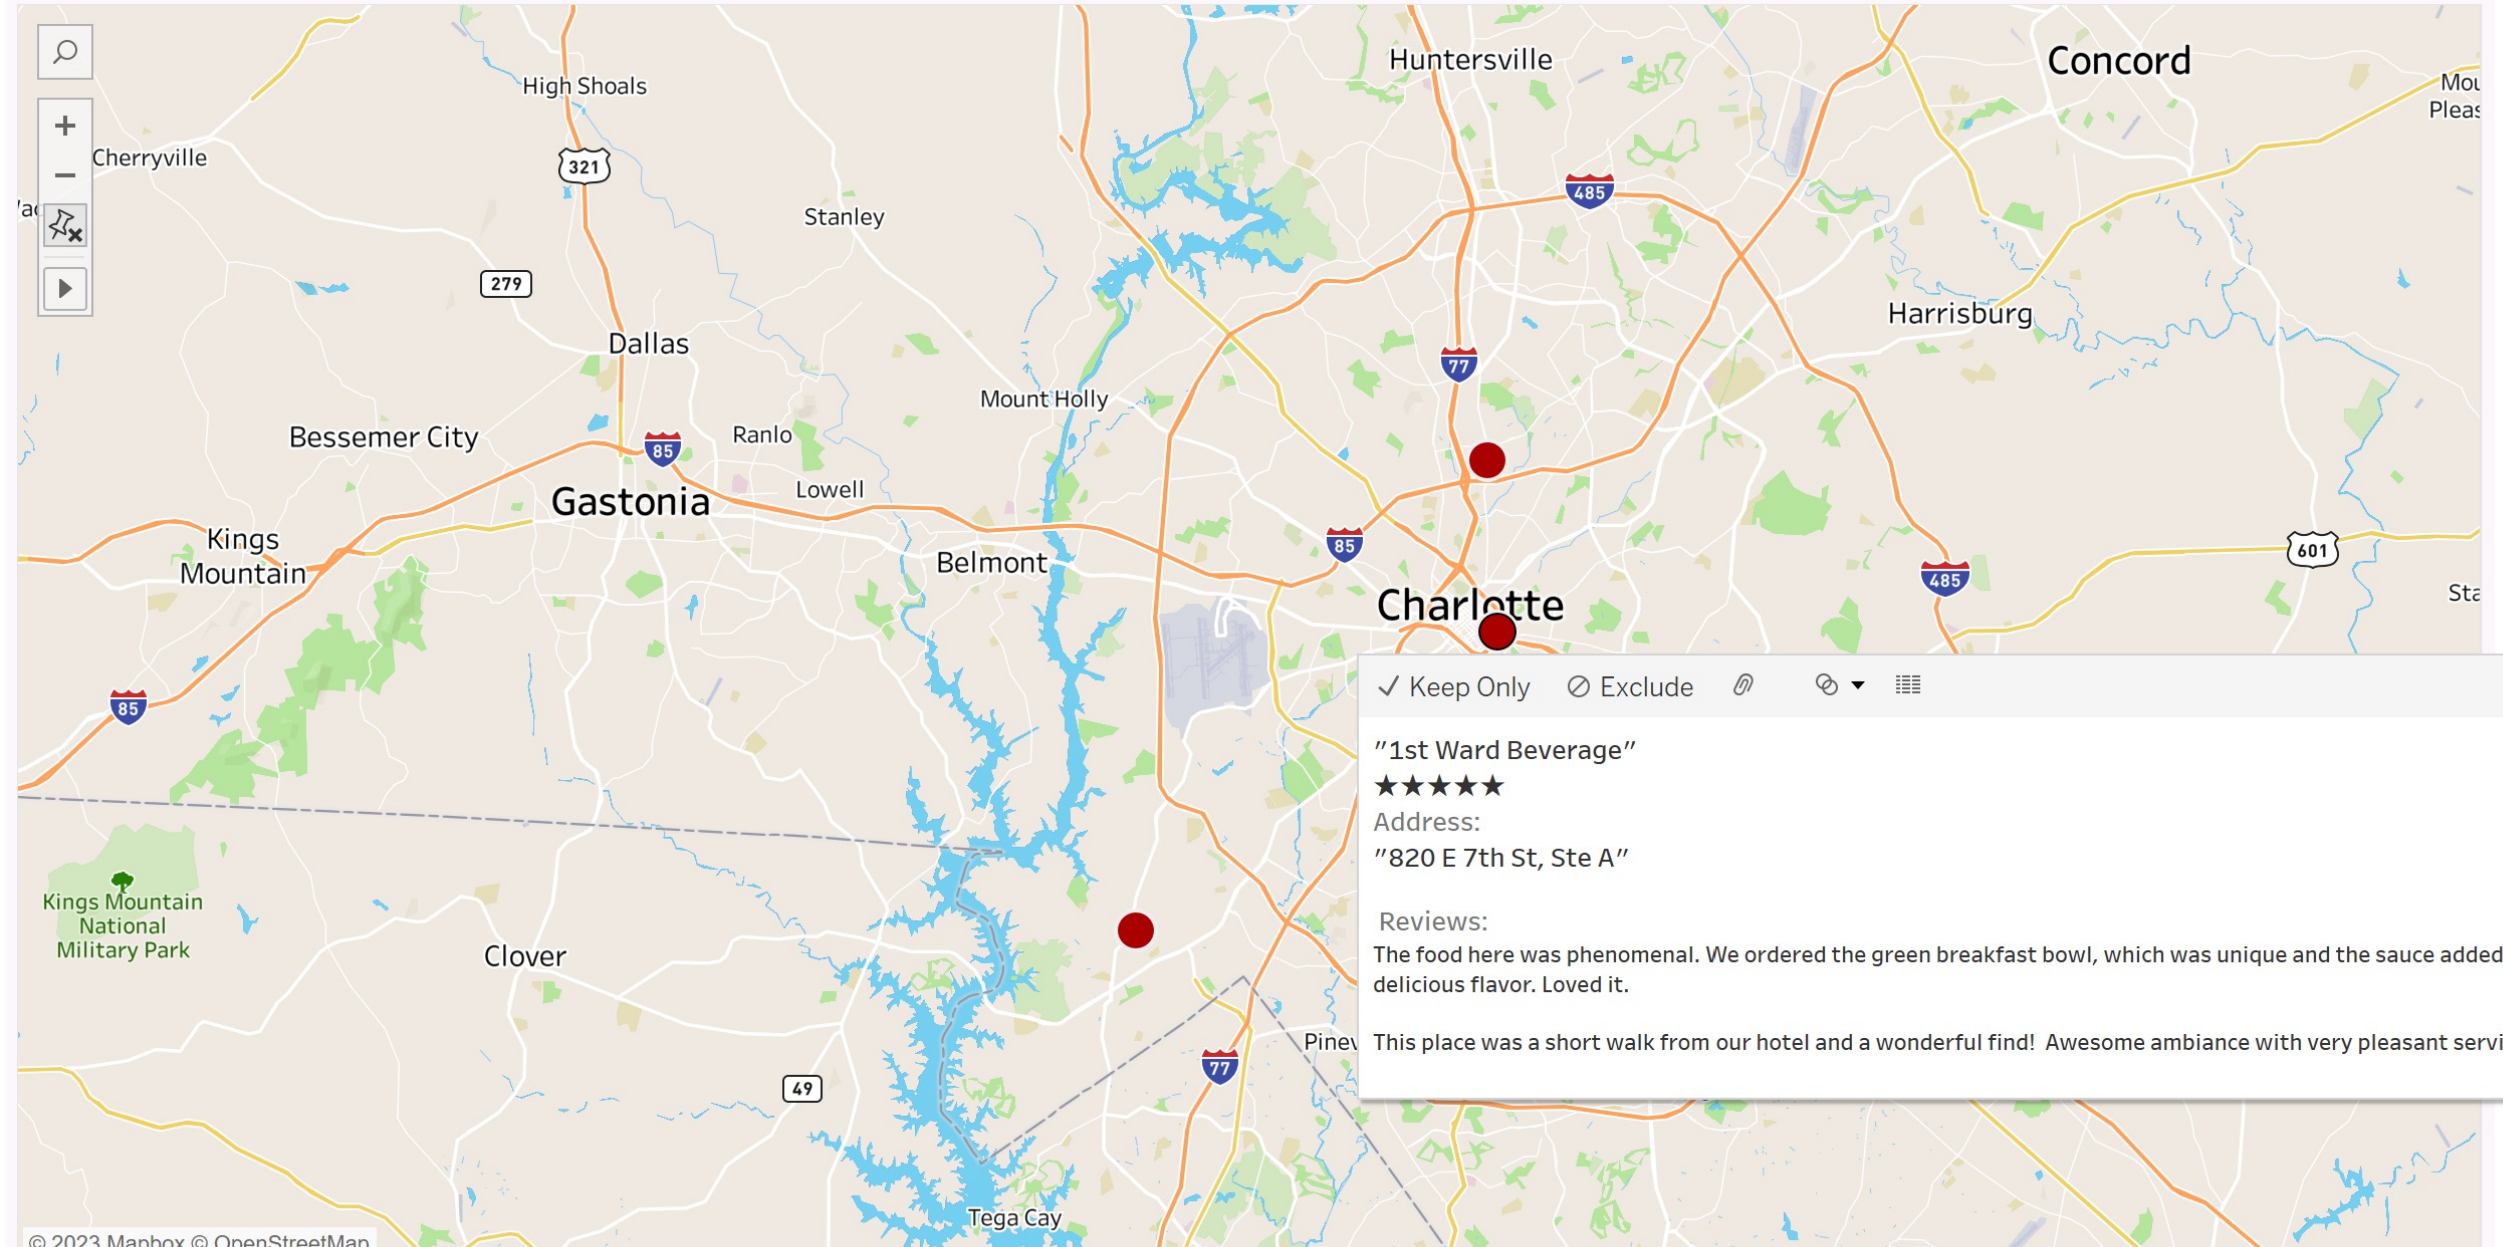 Huntersville
Concord
High Shoals
Mou
Pleas
321
Cherryville
485
Stanley
279
Harrisburg
Dallas
77
Mount Holly
Bessemer City
Ranlo
85
Lowell
Gastonia
Kings
Mountain
85
Belmont
601
485
Charlotte
Sta
85
Keep Only
Exclude
"1st Ward Beverage"
★★★★★
Address:
"820 E 7th St, Ste A"
Reviews:
The food here was phenomenal. We ordered the green breakfast bowl, which was unique and the sauce added
delicious flavor. Loved it.
This place was a short walk from our hotel and a wonderful find! Awesome ambiance with very pleasant servi
Kings Mountain
National
Military Park
Clover
Pinev
77
49
Tega Cay
© 2023 Mapbox © OpenStreetMap